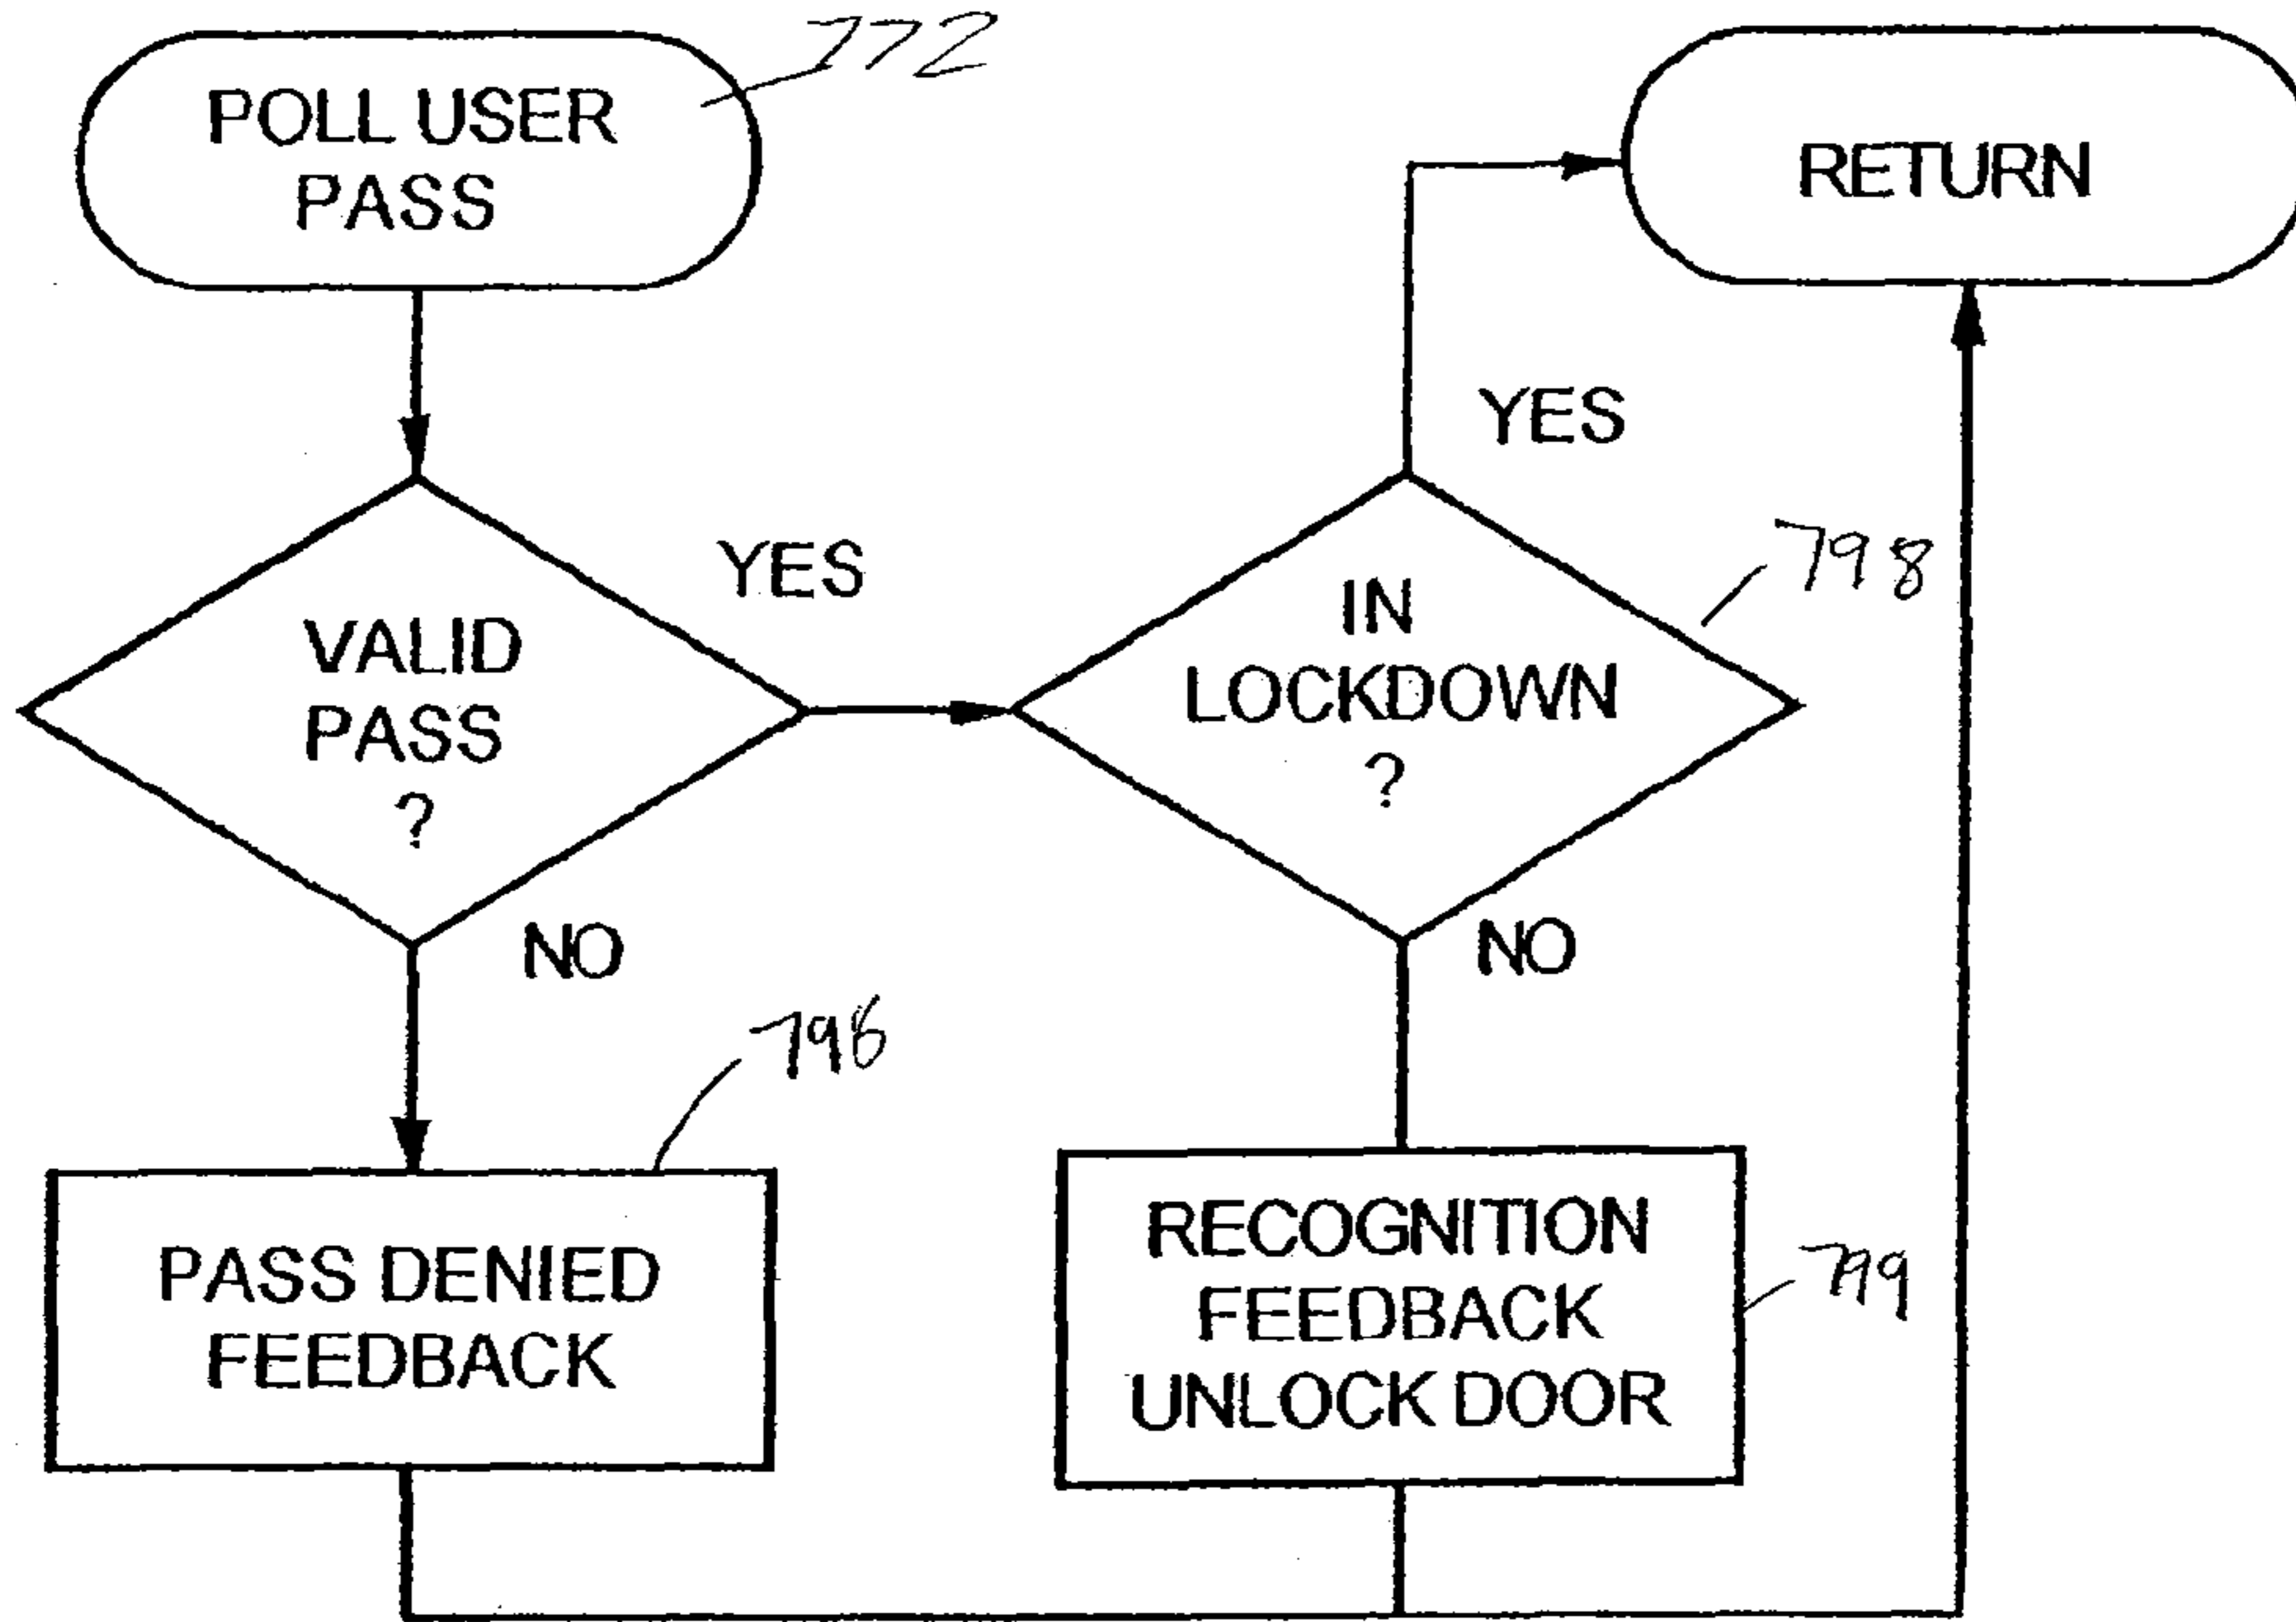 POLL USER
PASS
772
RETURN
YES
VALID
PASS
?
YES
IN
LOCKDOWN
?
798
NO
NO
796
PASS DENIED
FEEDBACK
RECOGNITION
FEEDBACK
UNLOCK DOOR
799